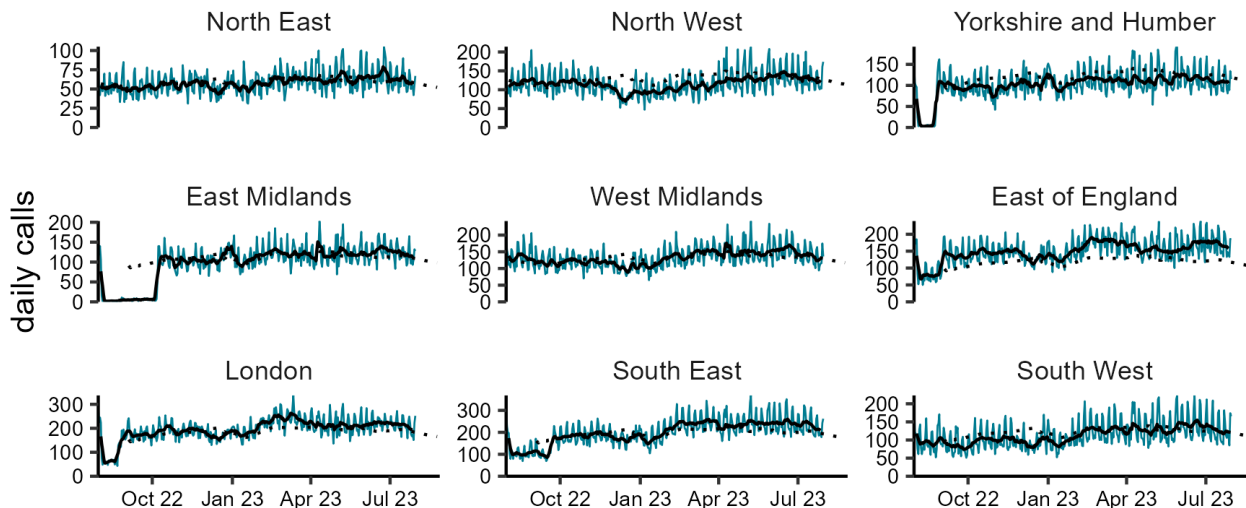 North East North West Yorkshire and Humber
100 200 150
75 150 100
50 100 50
25 50 0
0 0
East Midlands West Midlands East of England
200 200 200
150 150 150
100 100 100
50 50 50
0 0 0
daily calls
London South East South West
300 300 200
200 200 150
100 100 100
0 0 50
0
Oct 22 Jan 23 Apr 23 Jul 23 Oct 22 Jan 23 Apr 23 Jul 23 Oct 22 Jan 23 Apr 23 Jul 23